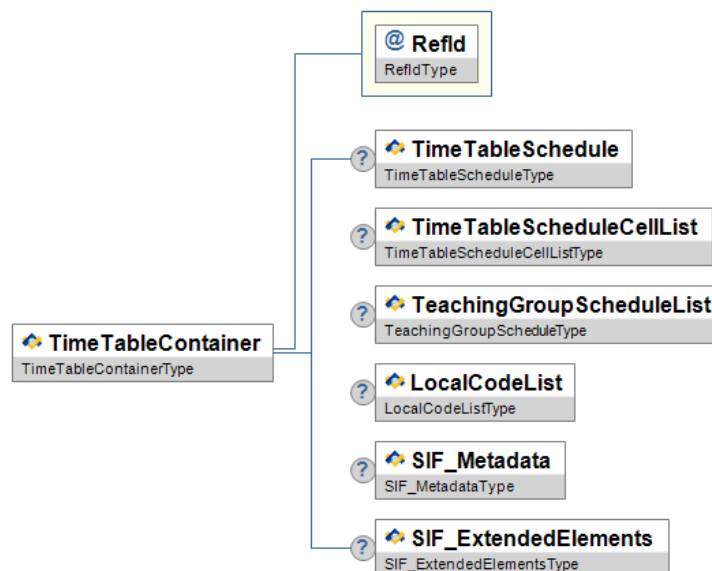 @ RefId
RefIdType
? TimeTableSchedule
TimeTableScheduleType
? TimeTableScheduleCellList
TimeTableScheduleCellListType
? TeachingGroupScheduleList
TeachingGroupScheduleType
TimeTableContainer
TimeTableContainerType
? LocalCodeList
LocalCodeListType
? SIF_Metadata
SIF_MetadataType
? SIF_ExtendedElements
SIF_ExtendedElementsType